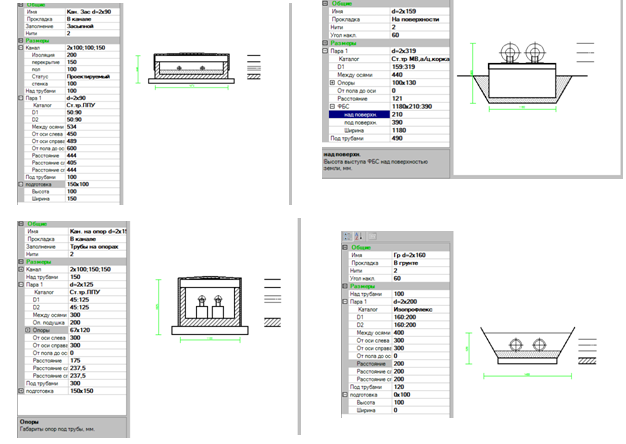 Общие
Имя Кан. Зас d=2x90
Прокладка В канале
Заполнение Засыпной
Нити 2
Размеры
Канал 2x100;100;150
Изоляция 200
перекрытие 150
пол 100
Статус Проектируемый
стенка 100
Над трубами 100
Пара 1 d=2x90
Каталог Ст.тр.ППУ
D1 50:90
D2 50:90
Между осями 534
От оси слева 450
От оси справа 489
От пола до оси 600
Расстояние 444
Расстояние сл 405
Расстояние сг 444
Под трубами 100
подготовка 150x100
Высота 100
Ширина 150
Общие
Имя d=2x159
Прокладка На поверхности
Нити 2
Угол накл. 60
Размеры
Пара 1 d=2x319
Каталог Ст.тр МВ,а/ц.коржа
D1 159:319
Между осями 440
Опоры 100x130
От пола до оси 0
Расстояние 121
ФБС 1180x210:390
над поверхн. 210
под поверхн. 390
Ширина 1180
Под трубами 490
над поверхн.
Высота выступа ФБС над поверхностью
земли, мм.
Общие
Имя Кан. на опор d=2x15
Прокладка В канале
Заполнение Трубы на опорах
Нити 2
Размеры
Канал 2x100;150;150
Над трубами 150
Пара 1 d=2x125
Каталог Ст.тр.ППУ
D1 45:125
D2 45:125
Между осями 300
Оп. подушка 200
Опоры 67x120
От оси слева 300
От оси справа 300
От пола до ос 0
Расстояние 175
Расстояние сл 237,5
Расстояние сг 237,5
Под трубами 300
подготовка 150x150
Опоры
Габариты опор под трубы, мм.
Общие
Имя Гр d=2x160
Прокладка В грунте
Нити 2
Угол накл. 60
Размеры
Над трубами 100
Пара 1 d=2x200
Каталог Изопрофлекс
D1 160:200
D2 160:200
Между осями 400
От оси слева 300
От оси справа 300
От пола до ос 0
Расстояние 200
Расстояние сл 200
Расстояние сг 200
Под трубами 120
подготовка 0x100
Высота 100
Ширина 0